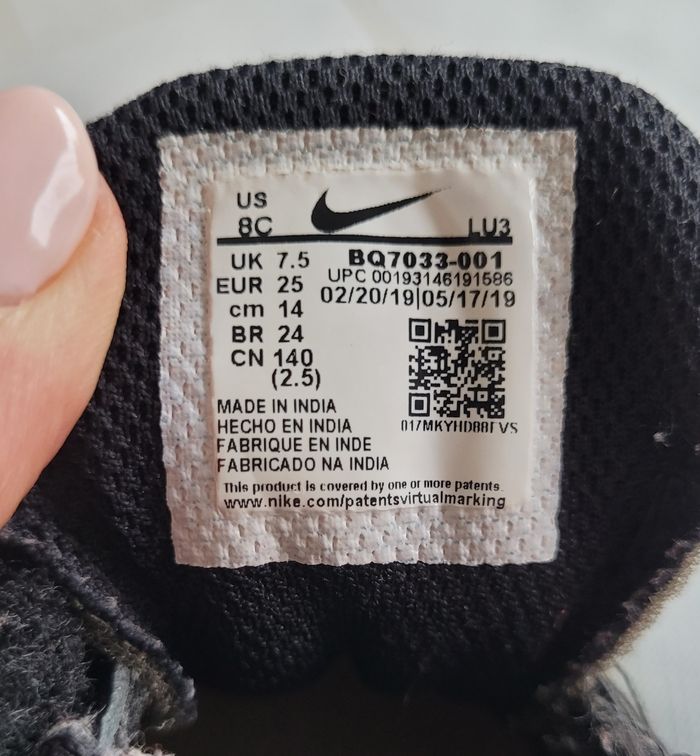 US
8C LU3
UK 7.5 BQ7033-001
EUR 25 UPC 00193146191586
cm 14 02/20/19|05/17/19
BR 24
CN 140
(2.5)
MADE IN INDIA
HECHO EN INDIA 017MKYHD88FVS
FABRIQUE EN INDE
FABRICADO NA INDIA
This product is covered by one or more patents
www.nike.com/patentsvirtualmarking